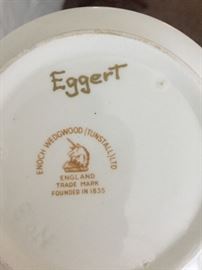 Eggert
ENOCH WEDGWOOD (TUNSTALL) LTD
ENGLAND
TRADE MARK
FOUNDED IN 1835